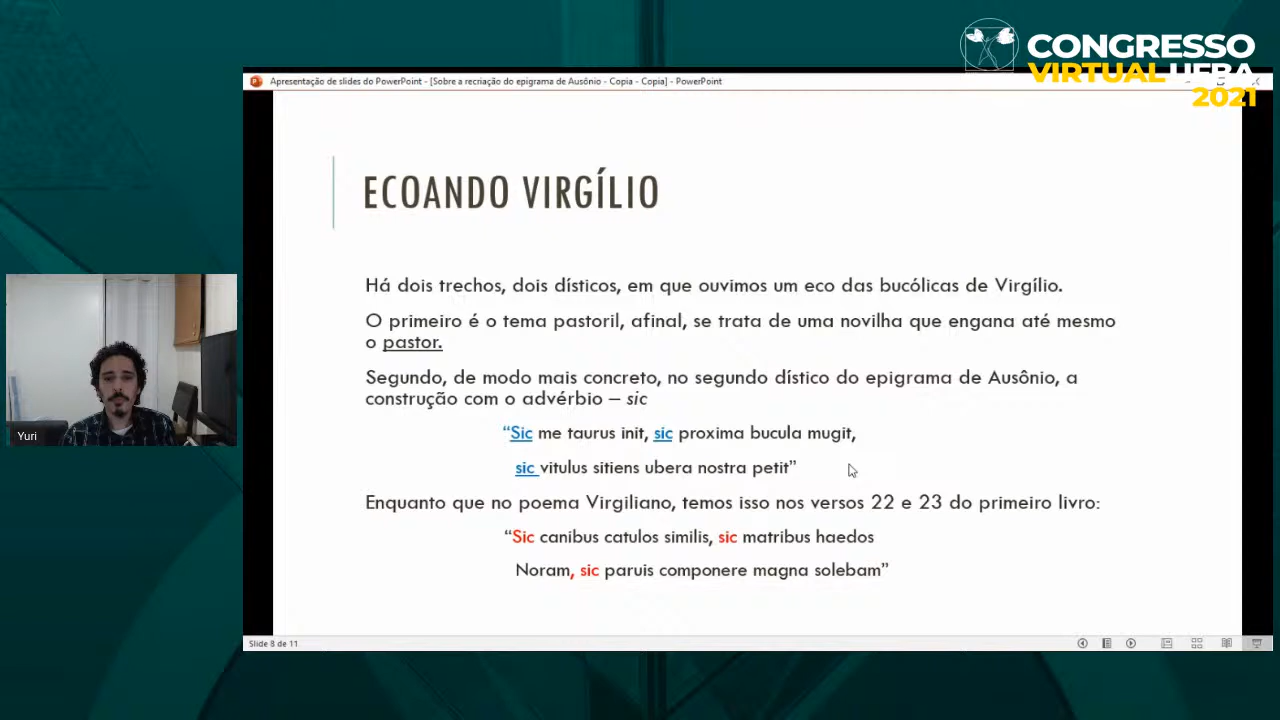 CONGRESSO
VIRTUAL UFBA
2021
Apresentação de slides do PowerPoint - [Sobre a recriação do epigrama de Ausônio - Copia - Copia] - PowerPoint
ECOANDO VIRGÍLIO
Há dois trechos, dois dísticos, em que ouvimos um eco das bucólicas de Virgílio.
O primeiro é o tema pastoril, afinal, se trata de uma novilha que engana até mesmo
o pastor.
Segundo, de modo mais concreto, no segundo dístico do epigrama de Ausônio, a
construção com o advérbio – sic
“Sic me taurus init, sic proxima bucula mugit,
sic vitulus sitiens ubera nostra petit”
Enquanto que no poema Virgiliano, temos isso nos versos 22 e 23 do primeiro livro:
“Sic canibus catulos similis, sic matribus haedos
Noram, sic paruis componere magna solebam”
Yuri
Slide 8 de 11